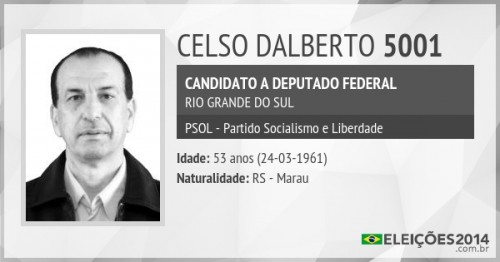 CELSO DALBERTO 5001
CANDIDATO A DEPUTADO FEDERAL
RIO GRANDE DO SUL
PSOL - Partido Socialismo e Liberdade
Idade: 53 anos (24-03-1961)
Naturalidade: RS - Marau
ELEIÇÕES2014
.com.br